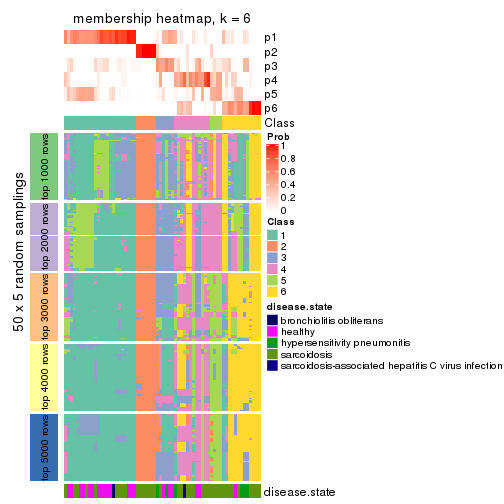 membership heatmap, k = 6
p1
p2
p3
p4
p5
p6
Class
Prob
1
0.8
0.6
0.4
0.2
0
Class
1
2
3
4
5
6
disease.state
bronchiolitis obliterans
healthy
hypersensitivity pneumonitis
sarcoidosis
sarcoidosis-associated hepatitis C virus infection
50 x 5 random samplings
top 1000 rows
top 2000 rows
top 3000 rows
top 4000 rows
top 5000 rows
disease.state